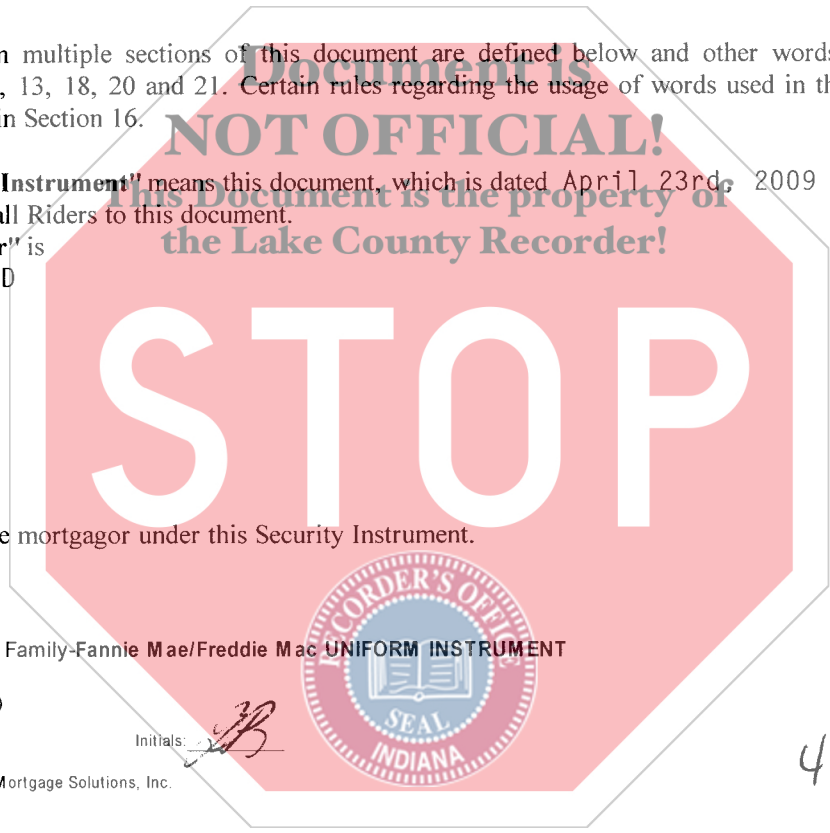 n multiple sections of this document are defined below and other words
, 13, 18, 20 and 21. Certain rules regarding the usage of words used in th
in Section 16.
Document is
NOT OFFICIAL!
This Document is the property of
the Lake County Recorder!
Instrument" means this document, which is dated April 23rd, 2009
all Riders to this document.
r" is
D
STOP
e mortgagor under this Security Instrument.
RECORDER'S OFFICE
SEAL
INDIANA
Family-Fannie Mae/Freddie Mac UNIFORM INSTRUMENT
)
Initials:
Mortgage Solutions, Inc.
4